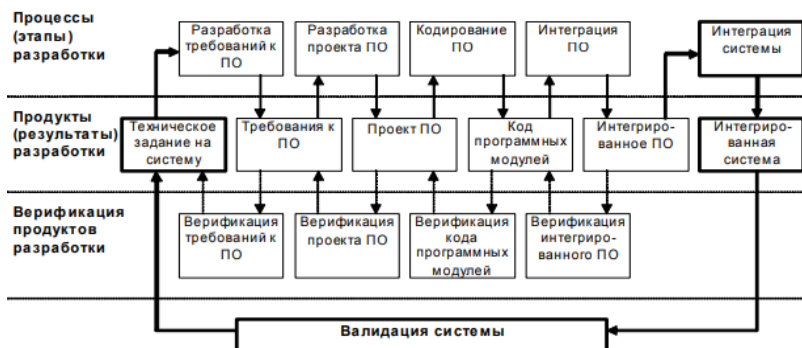 Процессы
(этапы)
разработки
Разработка
требований к
ПО
Разработка
проекта ПО
Кодирование
ПО
Интеграция
ПО
Интеграция
системы
Продукты
(результаты)
разработки
Техническое
задание на
систему
Требования к
ПО
Проект ПО
Код
программных
модулей
Интегриро-
ванное ПО
Интегриро-
ванная
система
Верификация
продуктов
разработки
Верификация
требований к
ПО
Верификация
проекта ПО
Верификация
кода
программных
модулей
Верификация
интегриро-
ванного ПО
Валидация системы